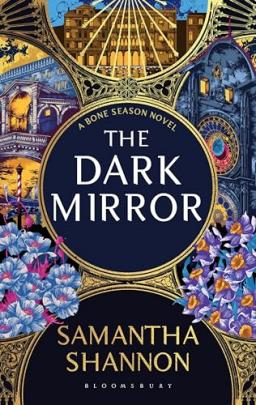 A BONE SEASON NOVEL
THE
DARK
MIRROR
SAMANTHA
SHANNON
BLOOMSBURY